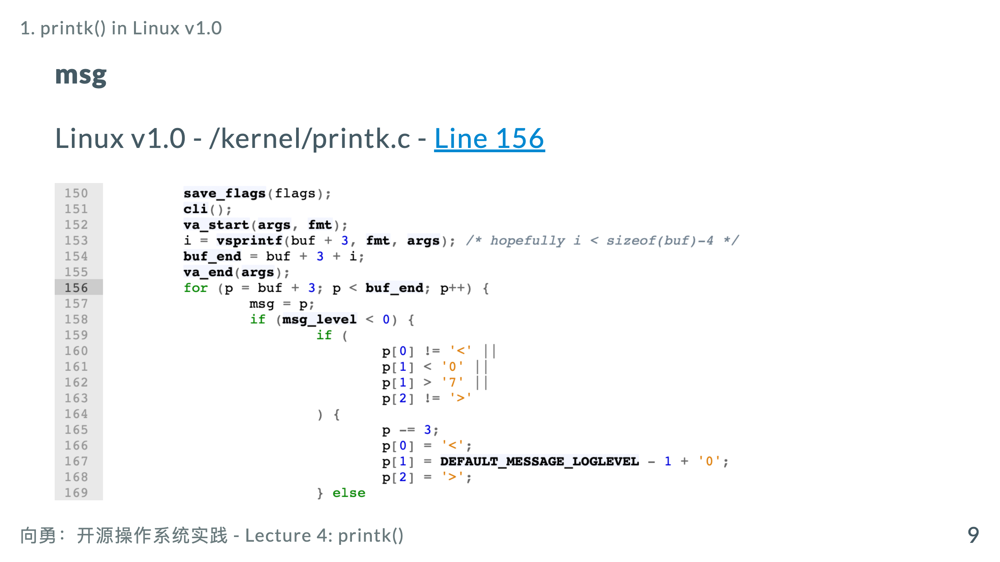 1. printk() in Linux v1.0
msg
Linux v1.0 - /kernel/printk.c - Line 156
150 save_flags(flags);
151 cli();
152 va_start(args, fmt);
153 i = vsprintf(buf + 3, fmt, args); /* hopefully i < sizeof(buf)-4 */
154 buf_end = buf + 3 + i;
155 va_end(args);
156 for (p = buf + 3; p < buf_end; p++) {
157 msg = p;
158 if (msg_level < 0) {
159 if (
160 p[0] != '<' ||
161 p[1] < '0' ||
162 p[1] > '7' ||
163 p[2] != '>'
164 ) {
165 p -= 3;
166 p[0] = '<';
167 p[1] = DEFAULT_MESSAGE_LOGLEVEL - 1 + '0';
168 p[2] = '>';
169 } else
向勇：开源操作系统实践 - Lecture 4: printk()
9